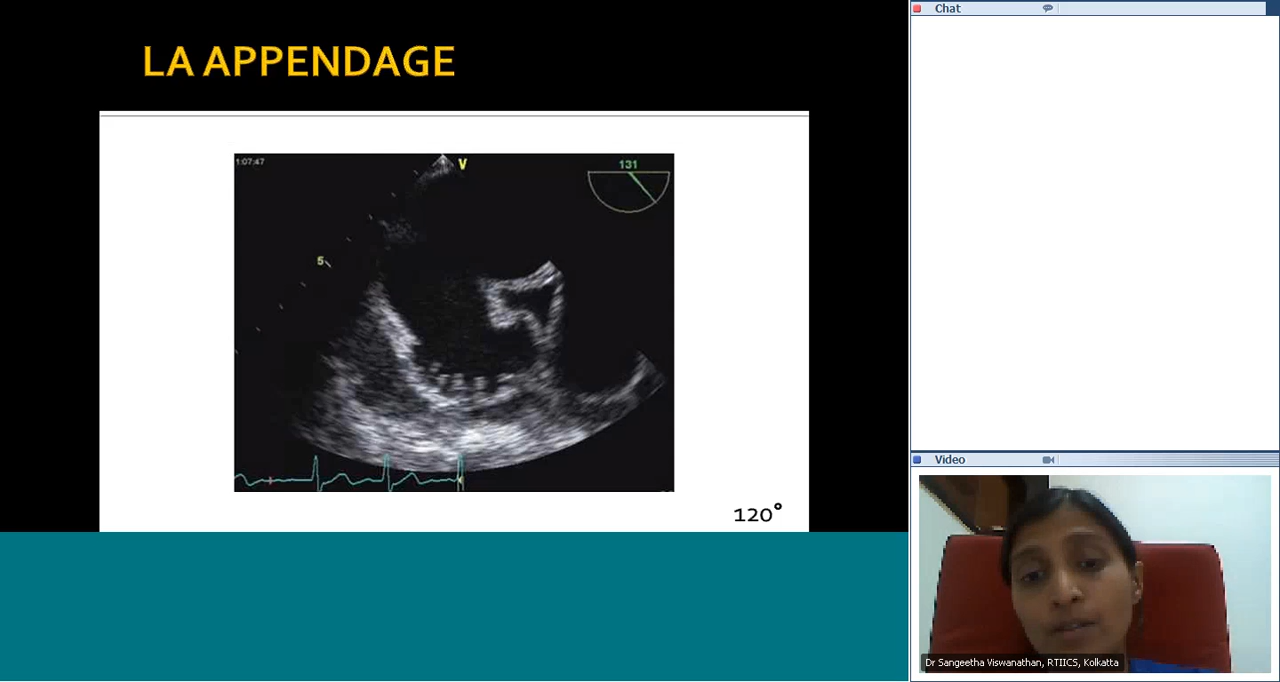 LA APPENDAGE
1:07:47
V
131
5
120°
Chat
Video
Dr Sangeetha Viswanathan, RTIICS, Kolkatta